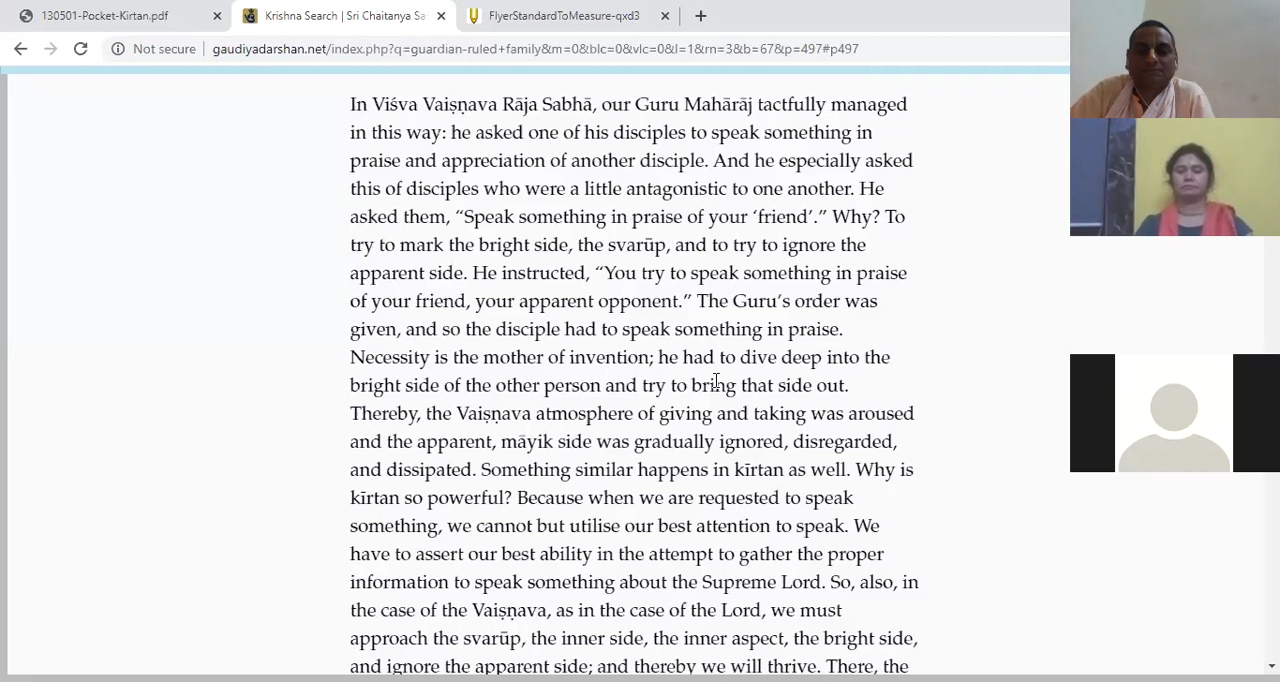 130501-Pocket-Kirtan.pdf
Krishna Search | Sri Chaitanya Sa
FlyerStandardToMeasure-qxd3
Not secure
gaudiyadarshan.net/index.php?q=guardian-ruled+family&m=0&blc=0&vlc=0&l=1&rn=3&b=67&p=497#p497
In Viśva Vaiṣṇava Rāja Sabhā, our Guru Mahārāj tactfully managed
in this way: he asked one of his disciples to speak something in
praise and appreciation of another disciple. And he especially asked
this of disciples who were a little antagonistic to one another. He
asked them, “Speak something in praise of your ‘friend’.” Why? To
try to mark the bright side, the svarūp, and to try to ignore the
apparent side. He instructed, “You try to speak something in praise
of your friend, your apparent opponent.” The Guru’s order was
given, and so the disciple had to speak something in praise.
Necessity is the mother of invention; he had to dive deep into the
bright side of the other person and try to bring that side out.
Thereby, the Vaiṣṇava atmosphere of giving and taking was aroused
and the apparent, māyik side was gradually ignored, disregarded,
and dissipated. Something similar happens in kīrtan as well. Why is
kīrtan so powerful? Because when we are requested to speak
something, we cannot but utilise our best attention to speak. We
have to assert our best ability in the attempt to gather the proper
information to speak something about the Supreme Lord. So, also, in
the case of the Vaiṣṇava, as in the case of the Lord, we must
approach the svarūp, the inner side, the inner aspect, the bright side,
and ignore the apparent side; and thereby we will thrive. There, the